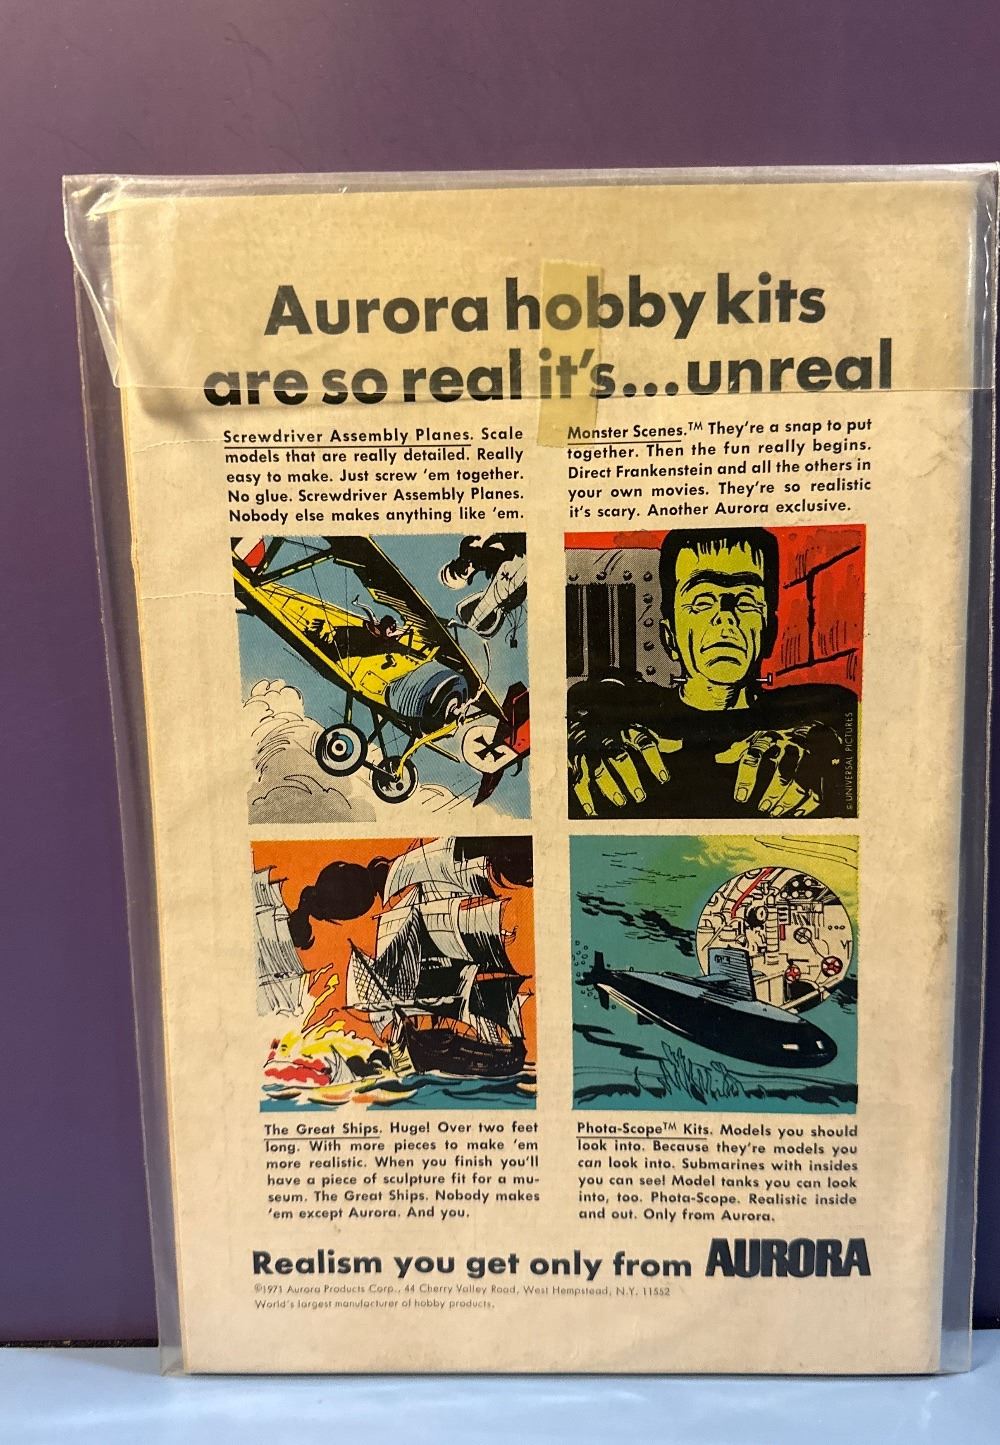 Aurora hobby kits
are so real it's...unreal
Screwdriver Assembly Planes. Scale
models that are really detailed. Really
easy to make. Just screw 'em together.
No glue. Screwdriver Assembly Planes.
Nobody else makes anything like 'em.
Monster Scenes.™ They're a snap to put
together. Then the fun really begins.
Direct Frankenstein and all the others in
your own movies. They're so realistic
it's scary. Another Aurora exclusive.
© UNIVERSAL PICTURES
The Great Ships. Huge! Over two feet
long. With more pieces to make 'em
more realistic. When you finish you'll
have a piece of sculpture fit for a mu-
seum. The Great Ships. Nobody makes
'em except Aurora. And you.
Phota-Scope™ Kits. Models you should
look into. Because they're models you
can look into. Submarines with insides
you can see! Model tanks you can look
into, too. Phota-Scope. Realistic inside
and out. Only from Aurora.
Realism you get only from AURORA
©1971 Aurora Products Corp., 44 Cherry Valley Road, West Hempstead, N.Y. 11552
World's largest manufacturer of hobby products.